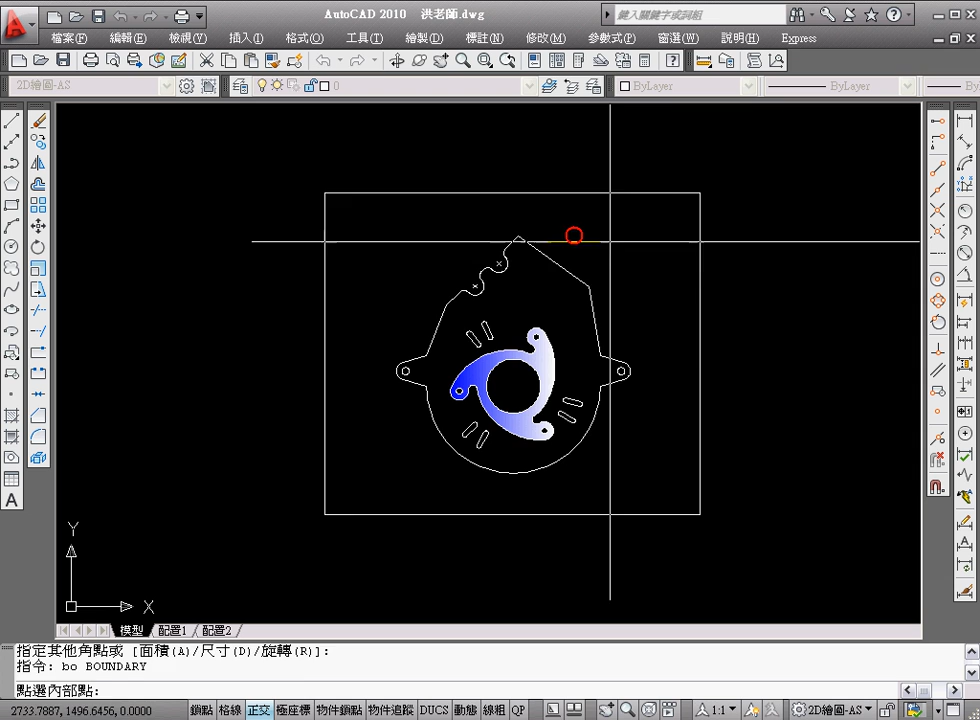 AutoCAD 2010 洪老師.dwg
鍵入關鍵字或詞組
檔案(F) 編輯(E) 檢視(V) 插入(I) 格式(O) 工具(T) 繪製(D) 標註(N) 修改(M) 參數式(P) 窗選(W) 說明(H) Express
2D繪圖-AS 0 ByLayer ByLayer By
A
Y
X
模型 配置1 配置2
指定其他角點或 [面積(A)/尺寸(D)/旋轉(R)]:
指令: bo BOUNDARY
點選內部點:
2733.7887, 1496.6456, 0.0000 鎖點 格線 正交 極座標 物件鎖點 物件追蹤 DUCS 動態 線粗 QP 1:1 2D繪圖-AS